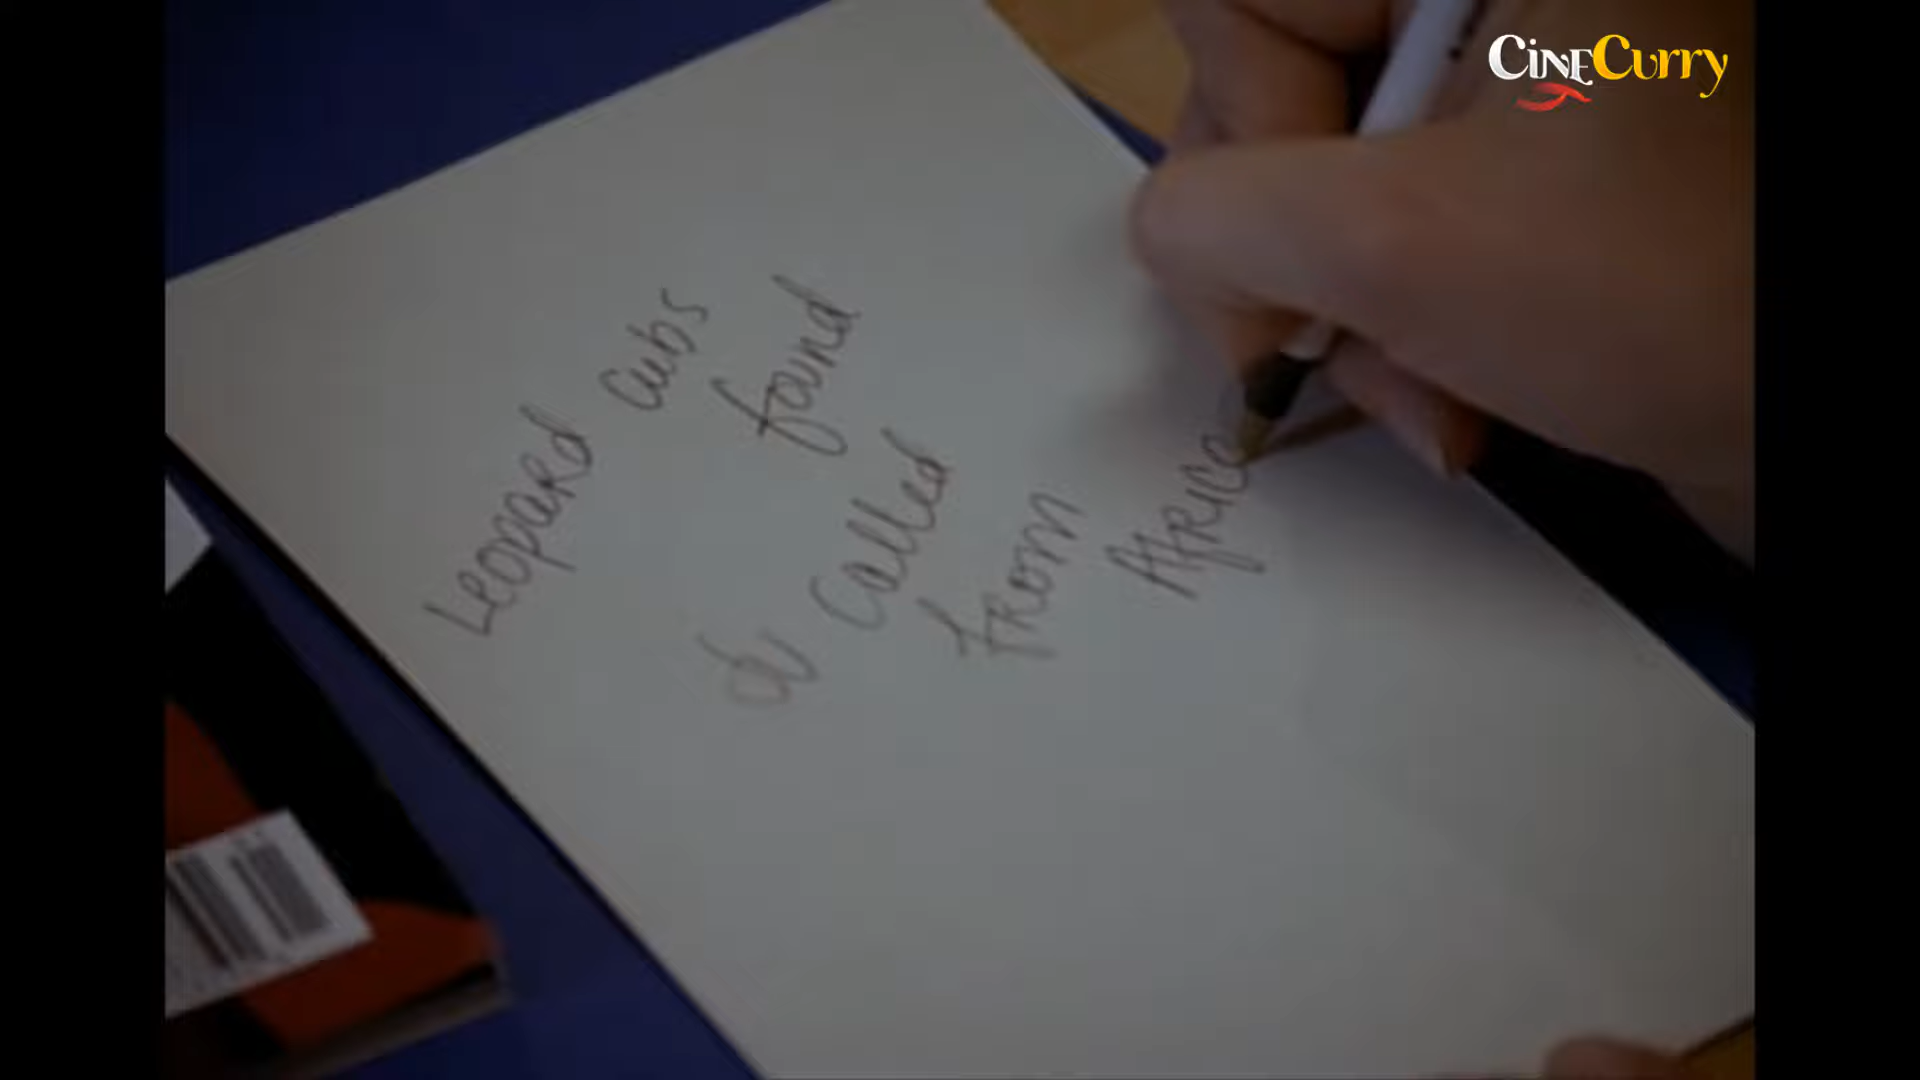 CineCurry
Leopard cubs
found
called
from Africa